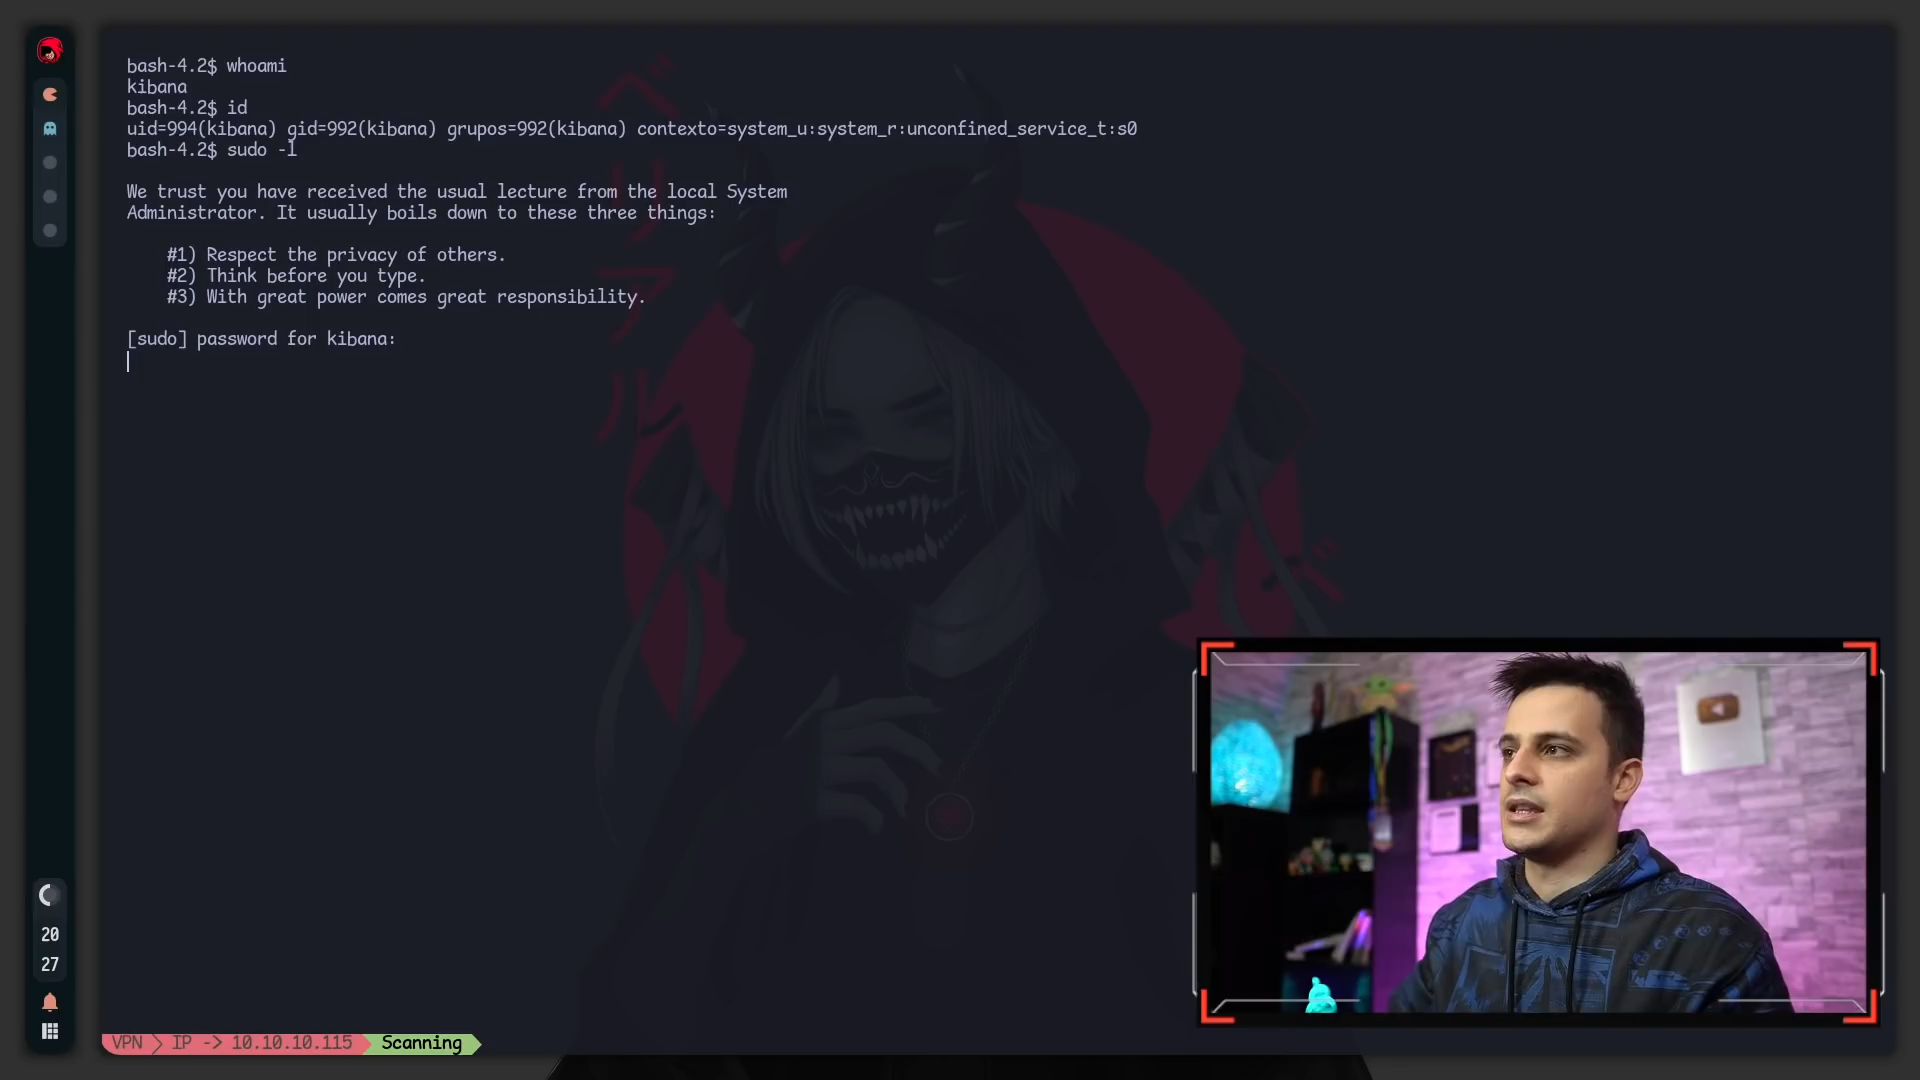 bash-4.2$ whoami
kibana
bash-4.2$ id
uid=994(kibana) gid=992(kibana) grupos=992(kibana) contexto=system_u:system_r:unconfined_service_t:s0
bash-4.2$ sudo -l
We trust you have received the usual lecture from the local System
Administrator. It usually boils down to these three things:
#1) Respect the privacy of others.
#2) Think before you type.
#3) With great power comes great responsibility.
[sudo] password for kibana:
ベリアル
20
27
VPN
IP -> 10.10.10.115
Scanning